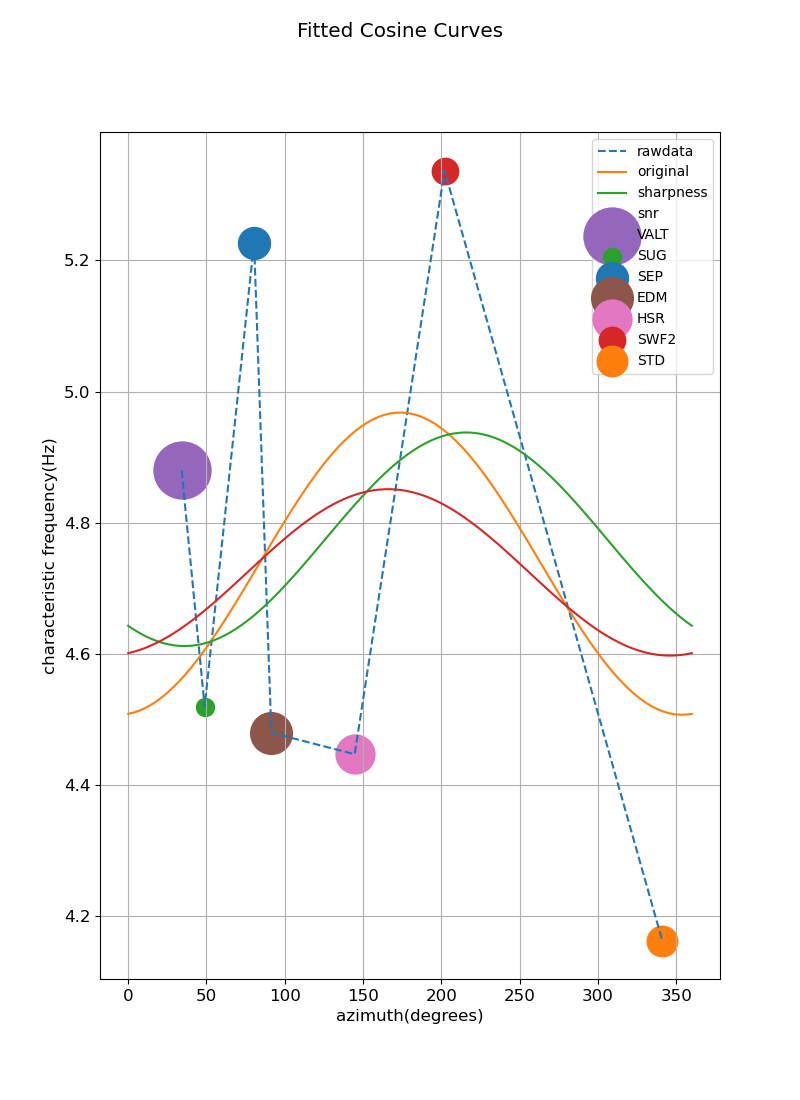 Fitted Cosine Curves
rawdata
original
sharpness
snr
VALT
SUG
SEP
EDM
HSR
SWF2
STD
characteristic frequency(Hz)
5.2
5.0
4.8
4.6
4.4
4.2
0 50 100 150 200 250 300 350
azimuth(degrees)